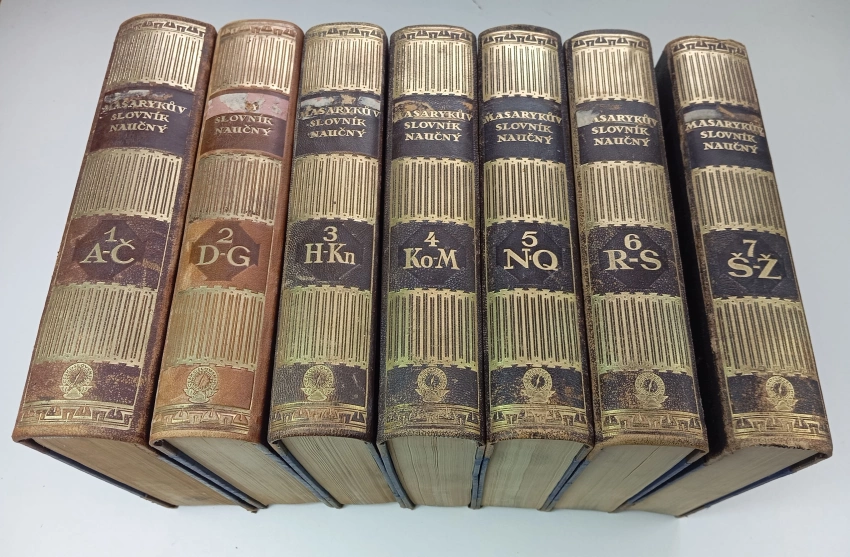 MASARYKŮV
SLOVNÍK
NAUČNÝ
1
A-Č
SLOVNÍK
NAUČNÝ
2
D-G
MASARYKŮV
SLOVNÍK
NAUČNÝ
3
H-Kn
MASARYKŮV
SLOVNÍK
NAUČNÝ
4
Ko-M
MASARYKŮV
SLOVNÍK
NAUČNÝ
5
N-Q
MASARYKŮV
SLOVNÍK
NAUČNÝ
6
R-S
MASARYKŮV
SLOVNÍK
NAUČNÝ
7
Š-Ž